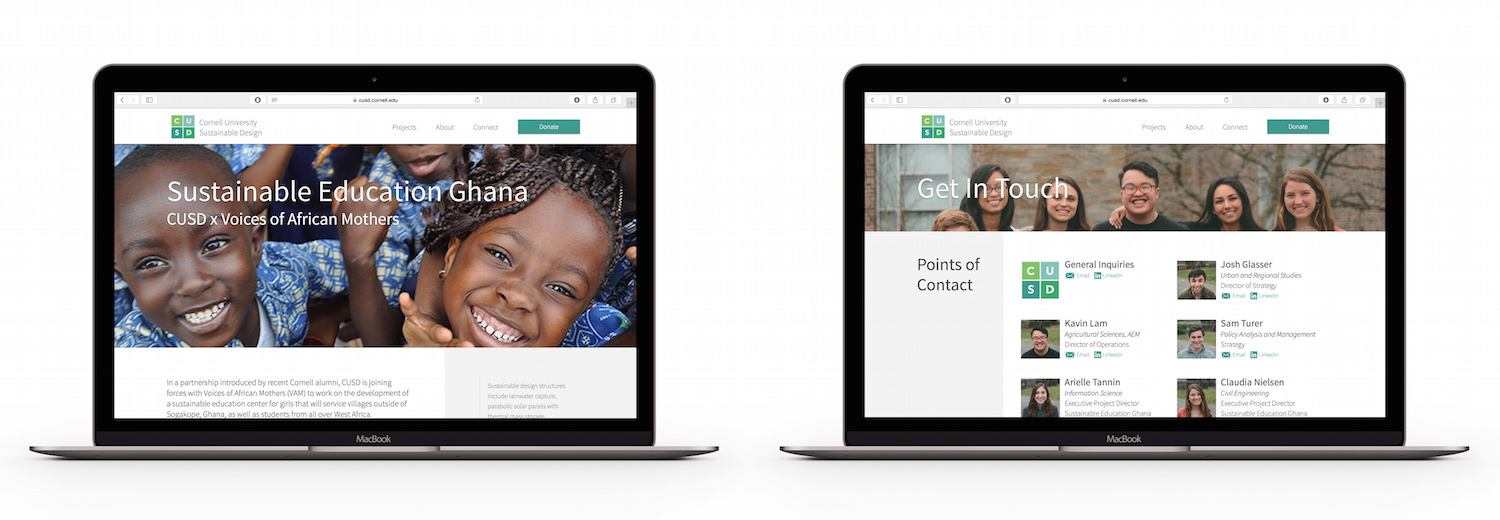 cusd.cornell.edu
C U
S D
Cornell University
Sustainable Design
Projects
About
Connect
Donate
Sustainable Education Ghana
CUSD x Voices of African Mothers
In a partnership introduced by recent Cornell alumni, CUSD is joining
forces with Voices of African Mothers (VAM) to work on the development of
a sustainable education center for girls that will service villages outside of
Sogakope, Ghana, as well as students from all over West Africa.
Sustainable design structures
include rainwater capture,
parabolic solar panels with
thermal mass storage,
MacBook
cusd.cornell.edu
C U
S D
Cornell University
Sustainable Design
Projects
About
Connect
Donate
Get In Touch
Points of
Contact
C U
S D
General Inquiries
Email
LinkedIn
Josh Glasser
Urban and Regional Studies
Director of Strategy
Email
LinkedIn
Kavin Lam
Agricultural Sciences, AEM
Director of Operations
Email
LinkedIn
Sam Turer
Policy Analysis and Management
Strategy
Email
LinkedIn
Arielle Tannin
Information Science
Executive Project Director
Sustainable Education Ghana
Claudia Nielsen
Civil Engineering
Executive Project Director
Sustainable Education Ghana
MacBook